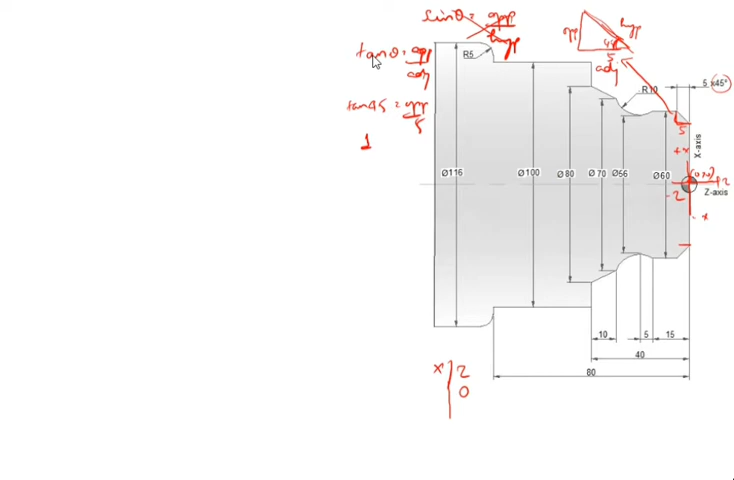 sinθ = opp
hyp
tanθ = opp
adj
tan45 = opp
5
1
R5
opp
hyp
45°
5
adj
5 x45°
R10
5
+x
X-axis
(0,0)
+z
-z
Z-axis
-x
Ø116
Ø100
Ø80
Ø70
Ø56
Ø60
10
5
15
40
80
x z
0